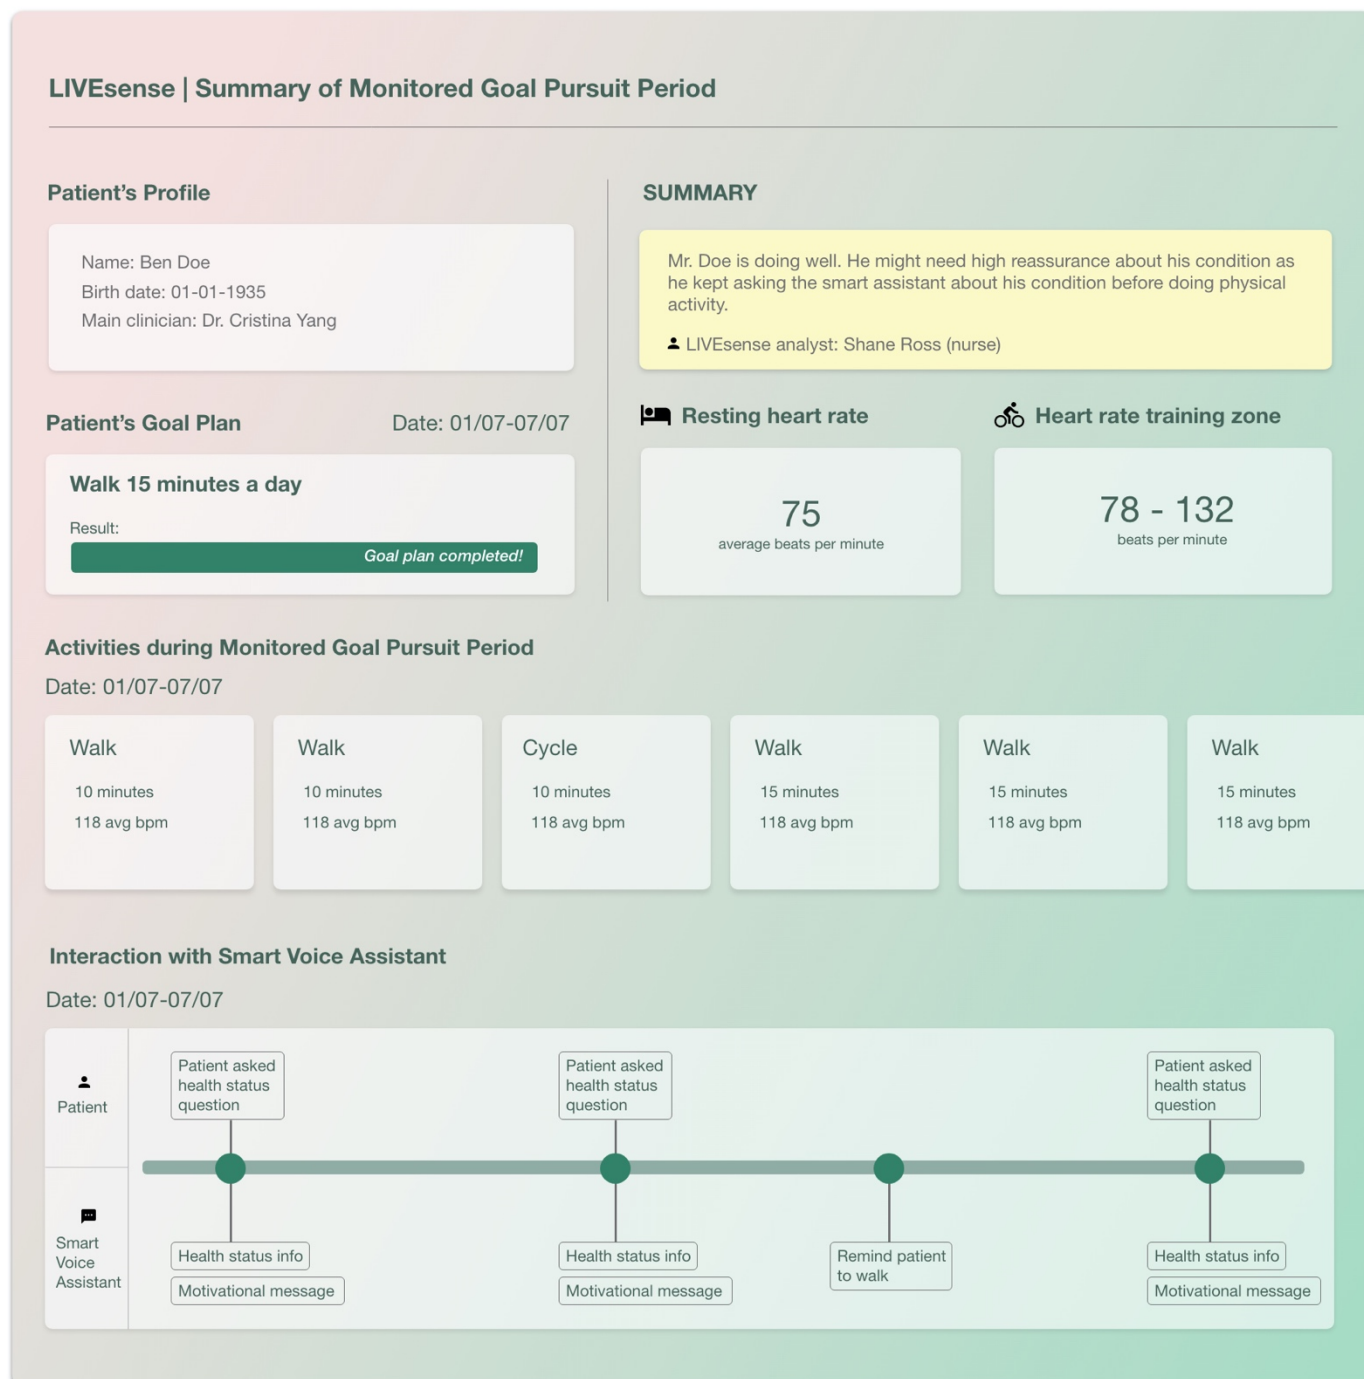 LIVEsense | Summary of Monitored Goal Pursuit Period
Patient’s Profile
Name: Ben Doe
Birth date: 01-01-1935
Main clinician: Dr. Cristina Yang
Patient’s Goal Plan
Date: 01/07-07/07
Walk 15 minutes a day
Result:
Goal plan completed!
SUMMARY
Mr. Doe is doing well. He might need high reassurance about his condition as
he kept asking the smart assistant about his condition before doing physical
activity.
LIVEsense analyst: Shane Ross (nurse)
Resting heart rate
75
average beats per minute
Heart rate training zone
78 - 132
beats per minute
Activities during Monitored Goal Pursuit Period
Date: 01/07-07/07
Walk
10 minutes
118 avg bpm
Walk
10 minutes
118 avg bpm
Cycle
10 minutes
118 avg bpm
Walk
15 minutes
118 avg bpm
Walk
15 minutes
118 avg bpm
Walk
15 minutes
118 avg bpm
Interaction with Smart Voice Assistant
Date: 01/07-07/07
Patient
Patient asked
health status
question
Patient asked
health status
question
Patient asked
health status
question
Smart
Voice
Assistant
Health status info
Motivational message
Health status info
Motivational message
Remind patient
to walk
Health status info
Motivational message